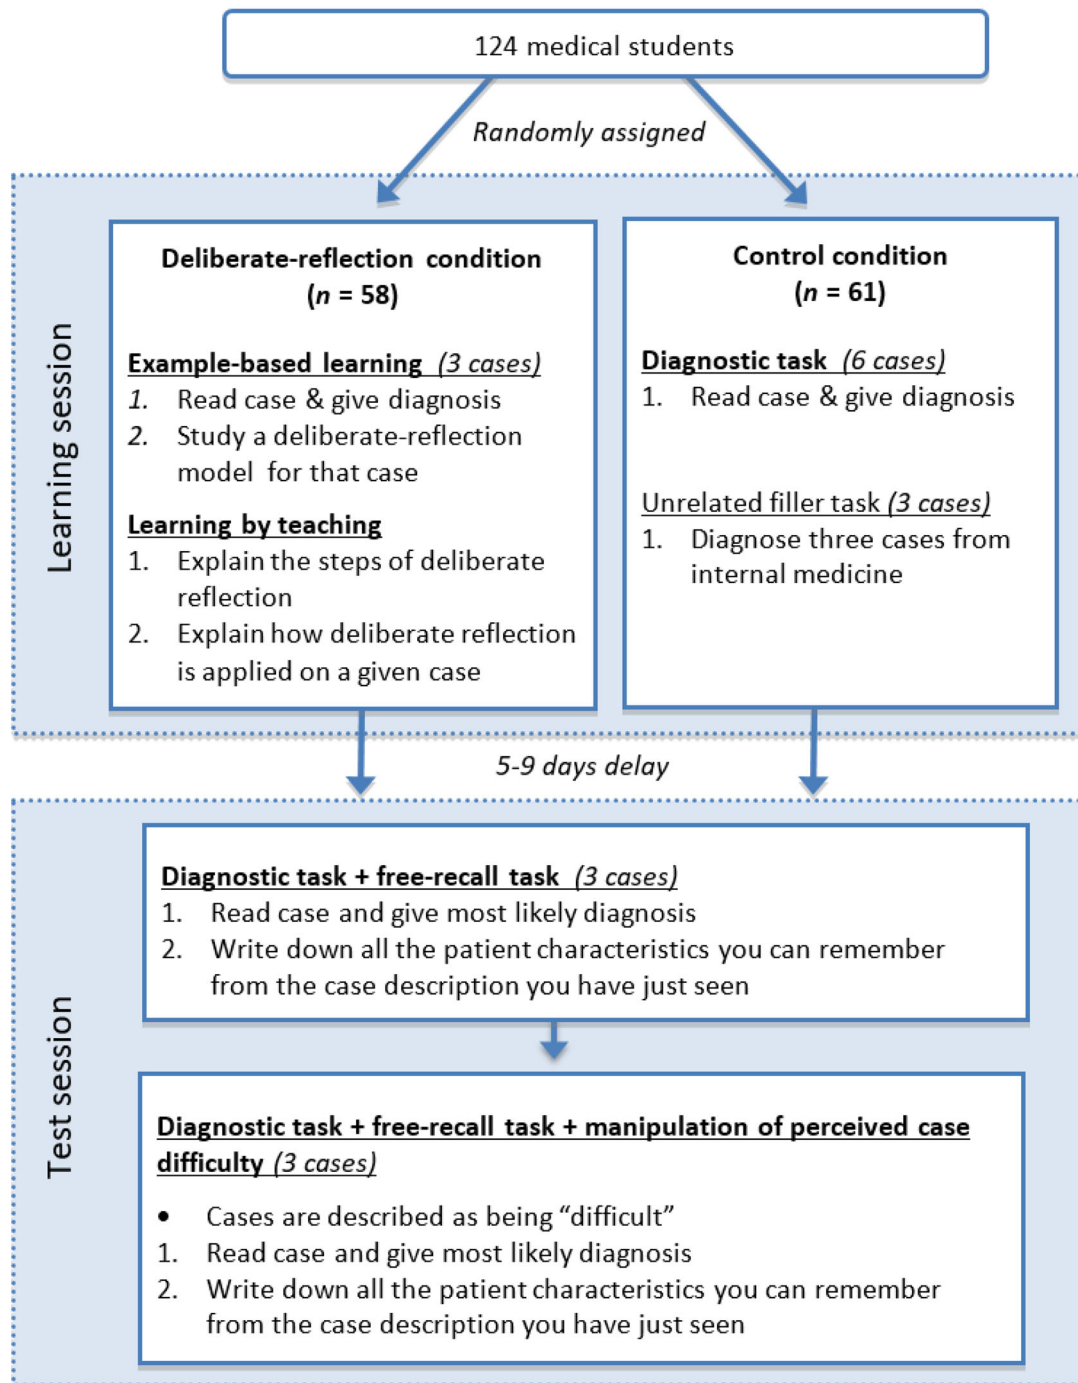 124 medical students
Randomly assigned
Learning session
Deliberate-reflection condition
(n = 58)
Example-based learning (3 cases)
1. Read case & give diagnosis
2. Study a deliberate-reflection
model for that case
Learning by teaching
1. Explain the steps of deliberate
reflection
2. Explain how deliberate reflection
is applied on a given case
Control condition
(n = 61)
Diagnostic task (6 cases)
1. Read case & give diagnosis
Unrelated filler task (3 cases)
1. Diagnose three cases from
internal medicine
5-9 days delay
Test session
Diagnostic task + free-recall task (3 cases)
1. Read case and give most likely diagnosis
2. Write down all the patient characteristics you can remember
from the case description you have just seen
Diagnostic task + free-recall task + manipulation of perceived case
difficulty (3 cases)
• Cases are described as being “difficult”
1. Read case and give most likely diagnosis
2. Write down all the patient characteristics you can remember
from the case description you have just seen